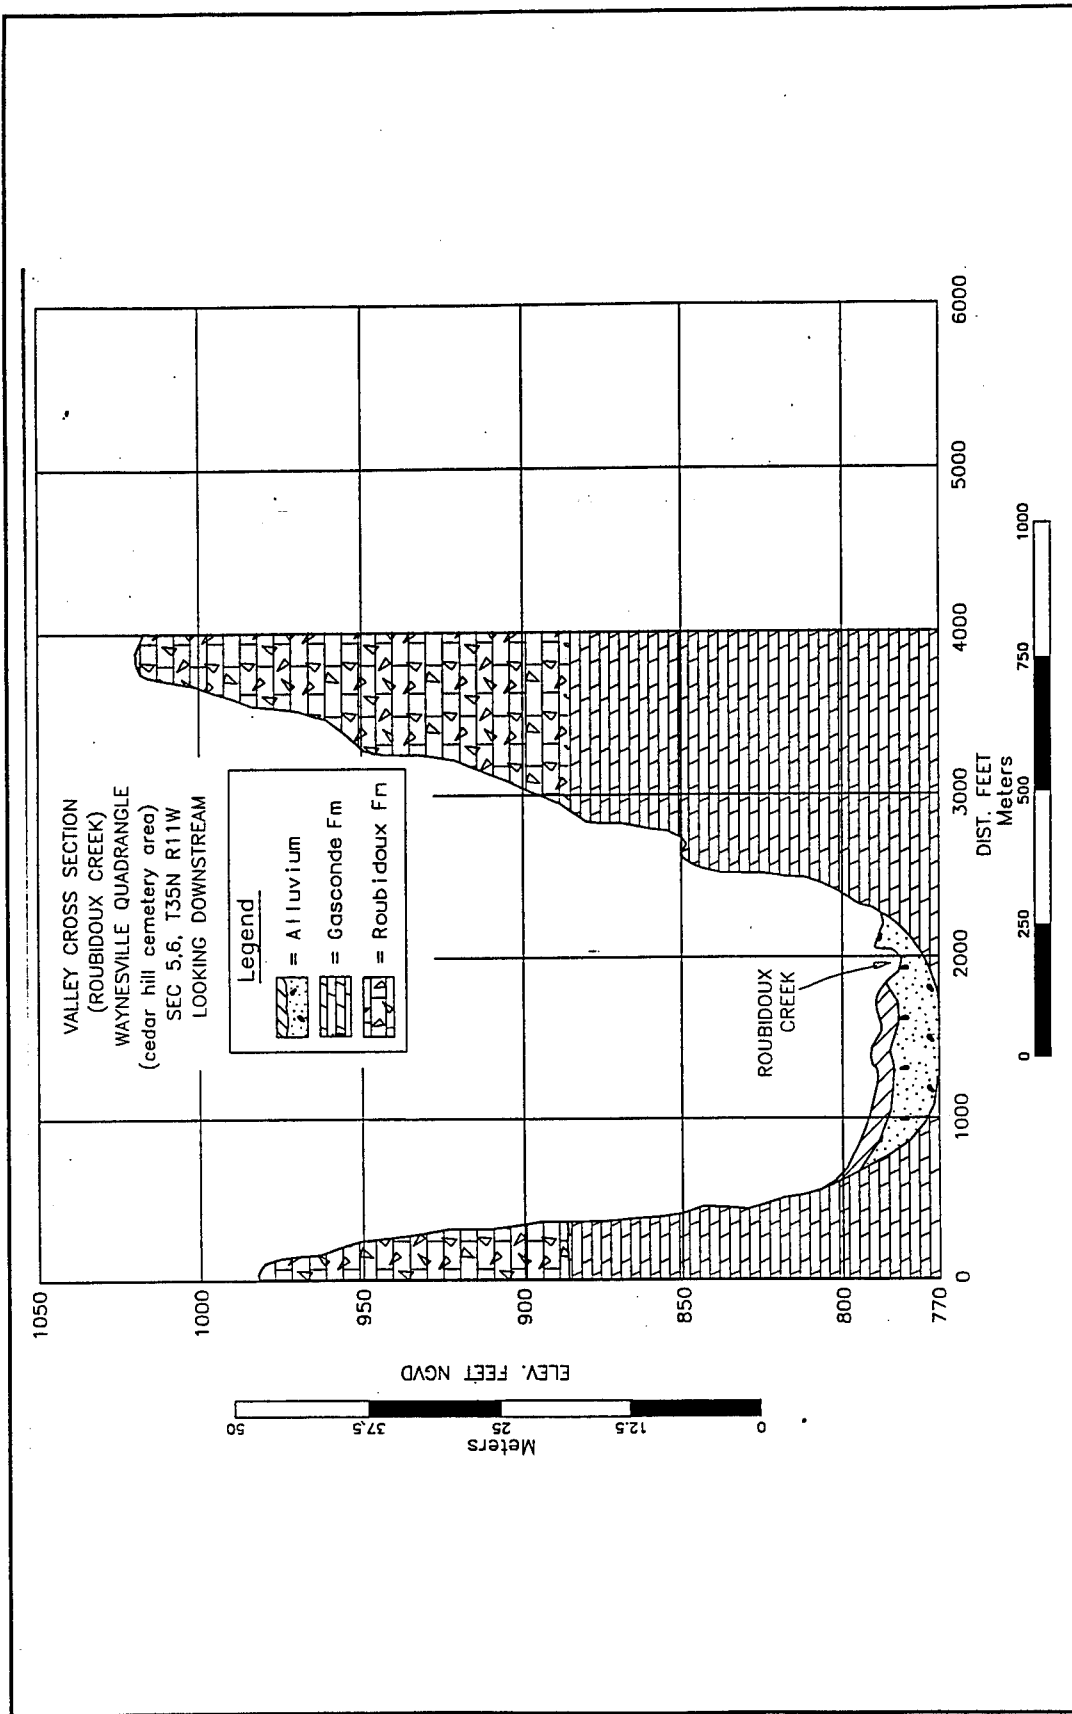 VALLEY CROSS SECTION
(ROUBIDOUX CREEK)
WAYNESVILLE QUADRANGLE
(cedar hill cemetery area)
SEC 5,6, T35N R11W
LOOKING DOWNSTREAM
Legend
= Alluvium
= Gasconde Fm
= Roubidoux Fm
ROUBIDOUX
CREEK
1050
1000
950
900
850
800
770
ELEV. FEET NGVD
50
37.5
25
12.5
0
Meters
0
1000
2000
3000
4000
5000
6000
DIST. FEET
Meters
0
250
500
750
1000